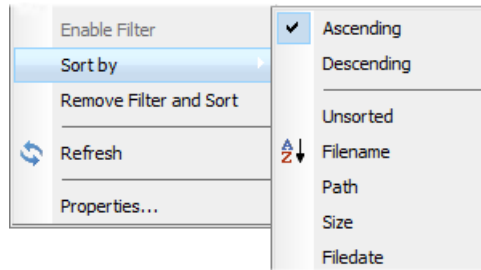 Enable Filter
Sort by
Remove Filter and Sort
Refresh
Properties...
Ascending
Descending
Unsorted
Filename
Path
Size
Filedate